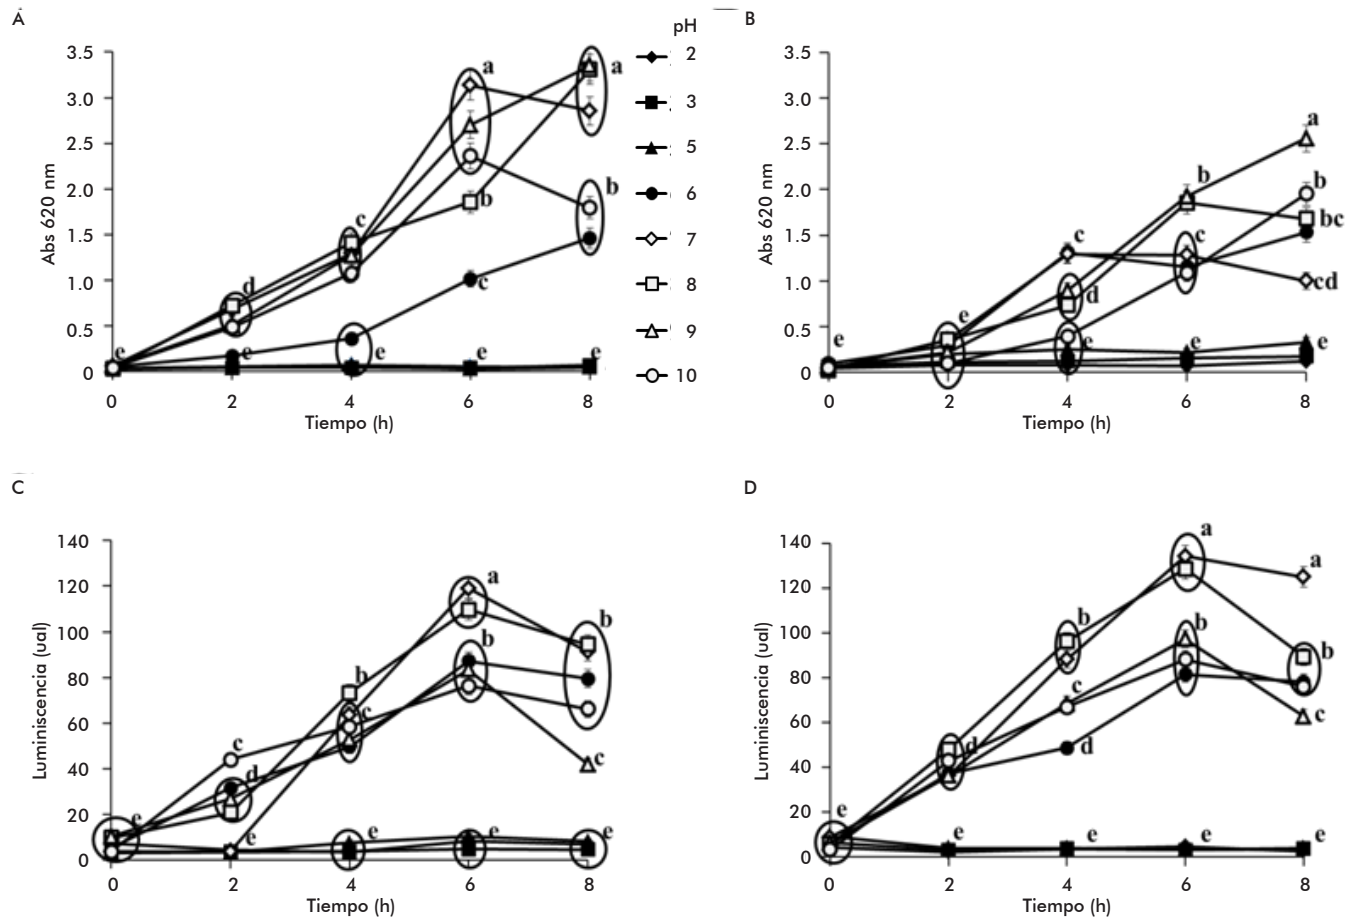 A
3.5
3.0
2.5
2.0
1.5
1.0
0.5
0
Abs 620 nm
a
a
b
b
c
c
d
e
e
e
e
e
0 2 4 6 8
Tiempo (h)
pH
2
3
5
6
7
8
9
10
B
3.5
3.0
2.5
2.0
1.5
1.0
0.5
0
Abs 620 nm
a
b
b
bc
c
c
cd
d
e
e
e
e
e
0 2 4 6 8
Tiempo (h)
C
140
120
100
80
60
40
20
0
Luminiscencia (ual)
a
b
b
b
c
c
c
d
e
e
e
e
e
0 2 4 6 8
Tiempo (h)
D
140
120
100
80
60
40
20
0
Luminiscencia (ual)
a
a
b
b
b
c
c
d
d
e
e
e
e
e
0 2 4 6 8
Tiempo (h)